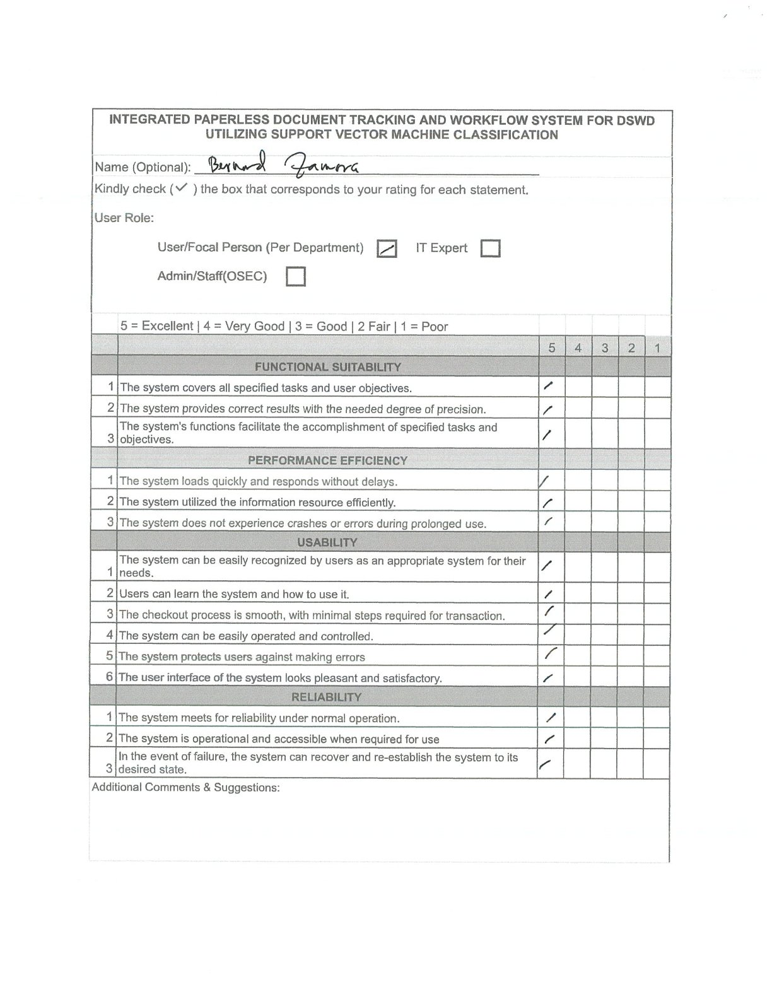 INTEGRATED PAPERLESS DOCUMENT TRACKING AND WORKFLOW SYSTEM FOR DSWD
UTILIZING SUPPORT VECTOR MACHINE CLASSIFICATION
Name (Optional): Bernard Zamora
Kindly check (✓ ) the box that corresponds to your rating for each statement.
User Role:
User/Focal Person (Per Department) IT Expert
Admin/Staff(OSEC)
5 = Excellent | 4 = Very Good | 3 = Good | 2 Fair | 1 = Poor
5 4 3 2 1
FUNCTIONAL SUITABILITY
1 The system covers all specified tasks and user objectives.
2 The system provides correct results with the needed degree of precision.
The system's functions facilitate the accomplishment of specified tasks and
3 objectives.
PERFORMANCE EFFICIENCY
1 The system loads quickly and responds without delays.
2 The system utilized the information resource efficiently.
3 The system does not experience crashes or errors during prolonged use.
USABILITY
The system can be easily recognized by users as an appropriate system for their
1 needs.
2 Users can learn the system and how to use it.
3 The checkout process is smooth, with minimal steps required for transaction.
4 The system can be easily operated and controlled.
5 The system protects users against making errors
6 The user interface of the system looks pleasant and satisfactory.
RELIABILITY
1 The system meets for reliability under normal operation.
2 The system is operational and accessible when required for use
In the event of failure, the system can recover and re-establish the system to its
3 desired state.
Additional Comments & Suggestions: